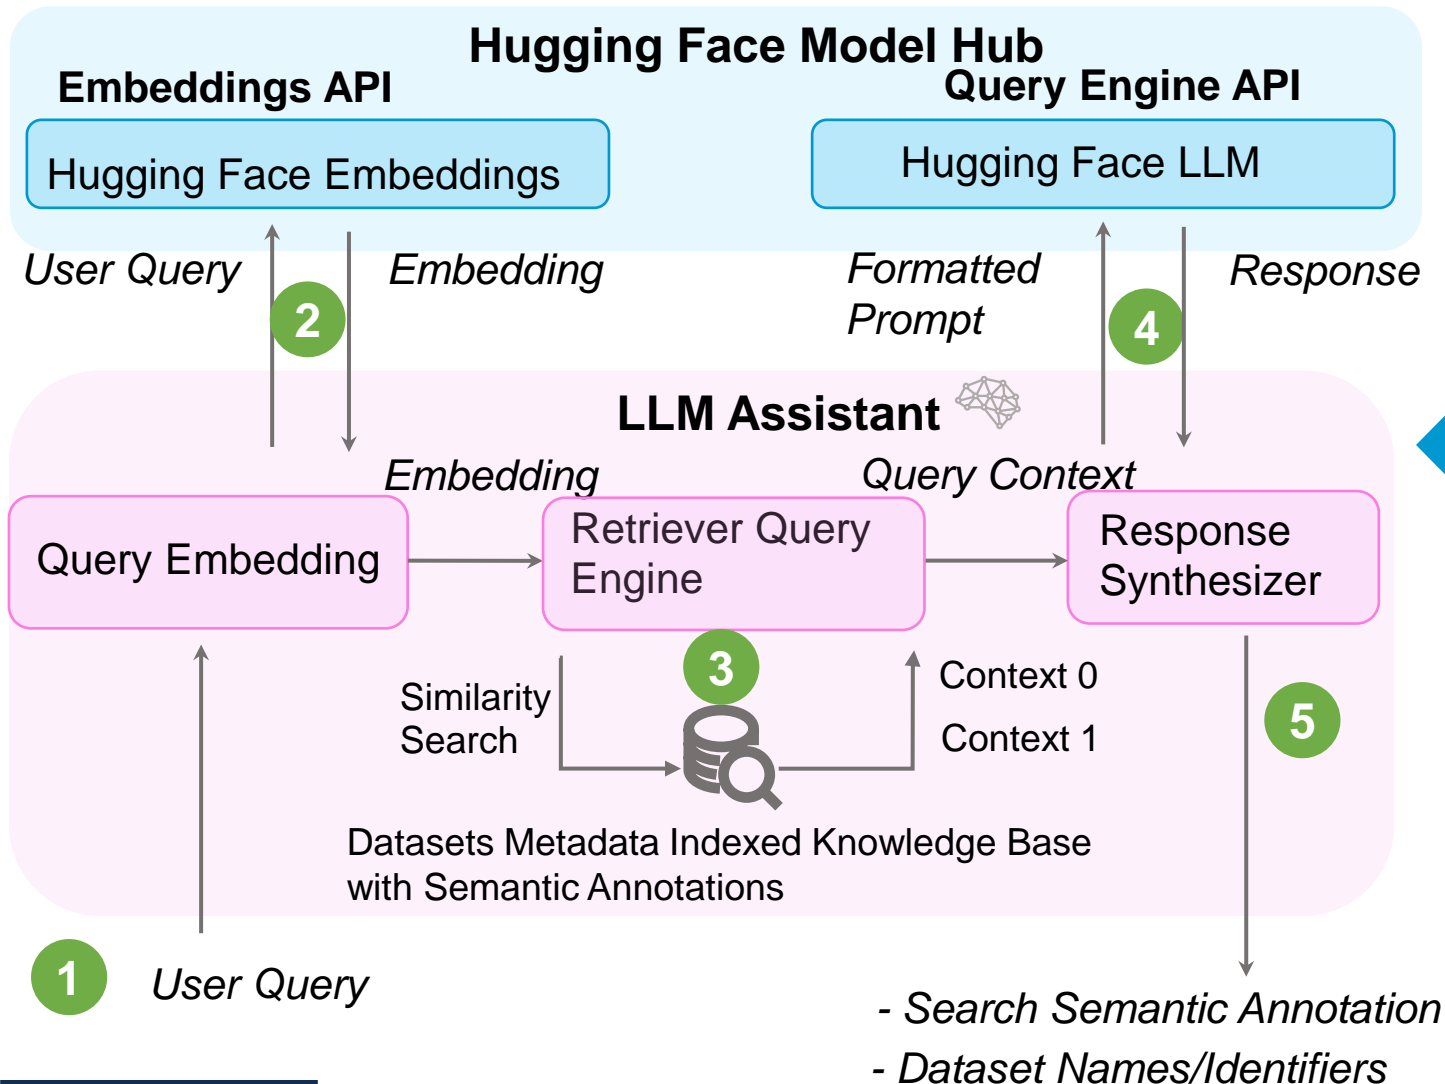 Hugging Face Model Hub
Embeddings API
Query Engine API
Hugging Face Embeddings
Hugging Face LLM
User Query
2
Embedding
Formatted
Prompt
4
Response
LLM Assistant
Embedding
Query Context
Query Embedding
Retriever Query
Engine
Response
Synthesizer
3
Similarity
Search
Context 0
Context 1
5
Datasets Metadata Indexed Knowledge Base
with Semantic Annotations
1
User Query
- Search Semantic Annotation
- Dataset Names/Identifiers